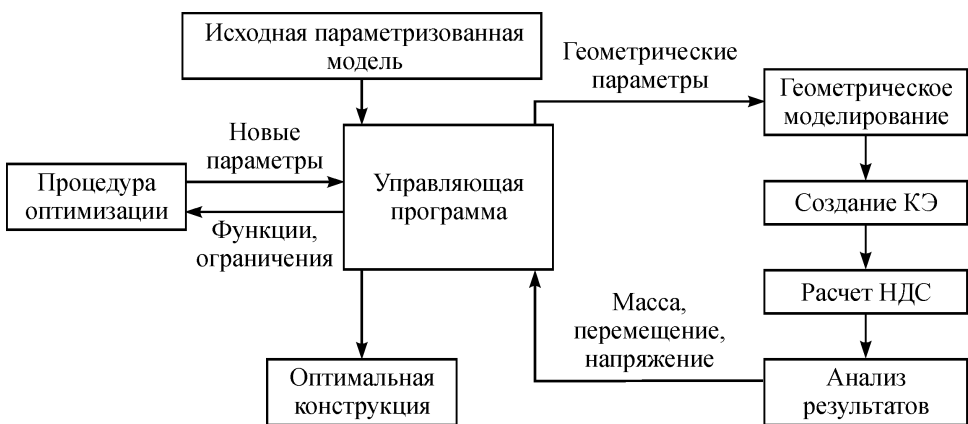 Исходная параметризованная
модель
Геометрические
параметры
Геометрическое
моделирование
Новые
параметры
Процедура
оптимизации
Управляющая
программа
Создание КЭ
Функции,
ограничения
Расчет НДС
Масса,
перемещение,
напряжение
Оптимальная
конструкция
Анализ
результатов